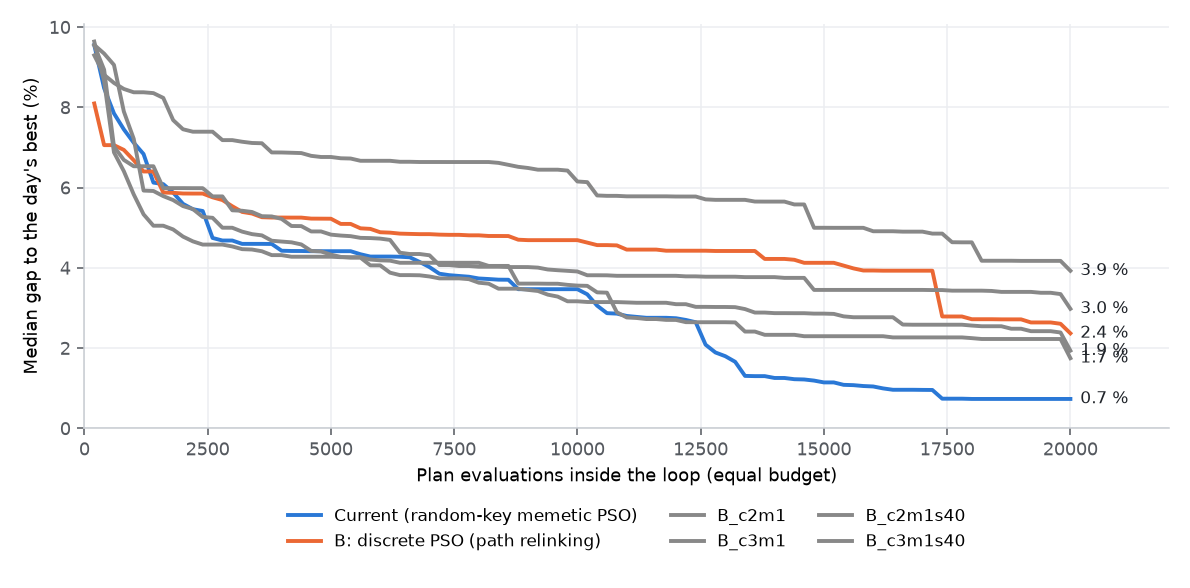 Median gap to the day's best (%)
10
8
6
4
2
0
3.9 %
3.0 %
2.4 %
1.9 %
1.7 %
0.7 %
0 2500 5000 7500 10000 12500 15000 17500 20000
Plan evaluations inside the loop (equal budget)
Current (random-key memetic PSO) B_c2m1 B_c2m1s40
B: discrete PSO (path relinking) B_c3m1 B_c3m1s40